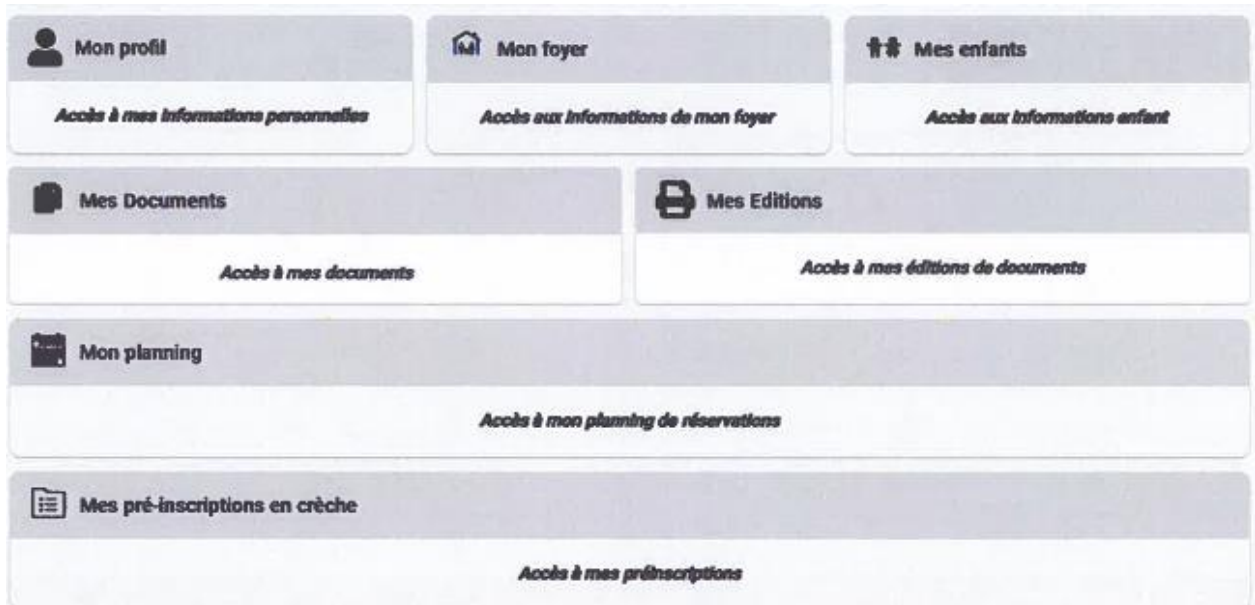 Mon profil
Mon foyer
Mes enfants
Accès à mes informations personnelles
Accès aux informations de mon foyer
Accès aux informations enfant
Mes Documents
Mes Editions
Accès à mes documents
Accès à mes éditions de documents
Mon planning
Accès à mon planning de réservations
Mes pré-inscriptions en crèche
Accès à mes préinscriptions